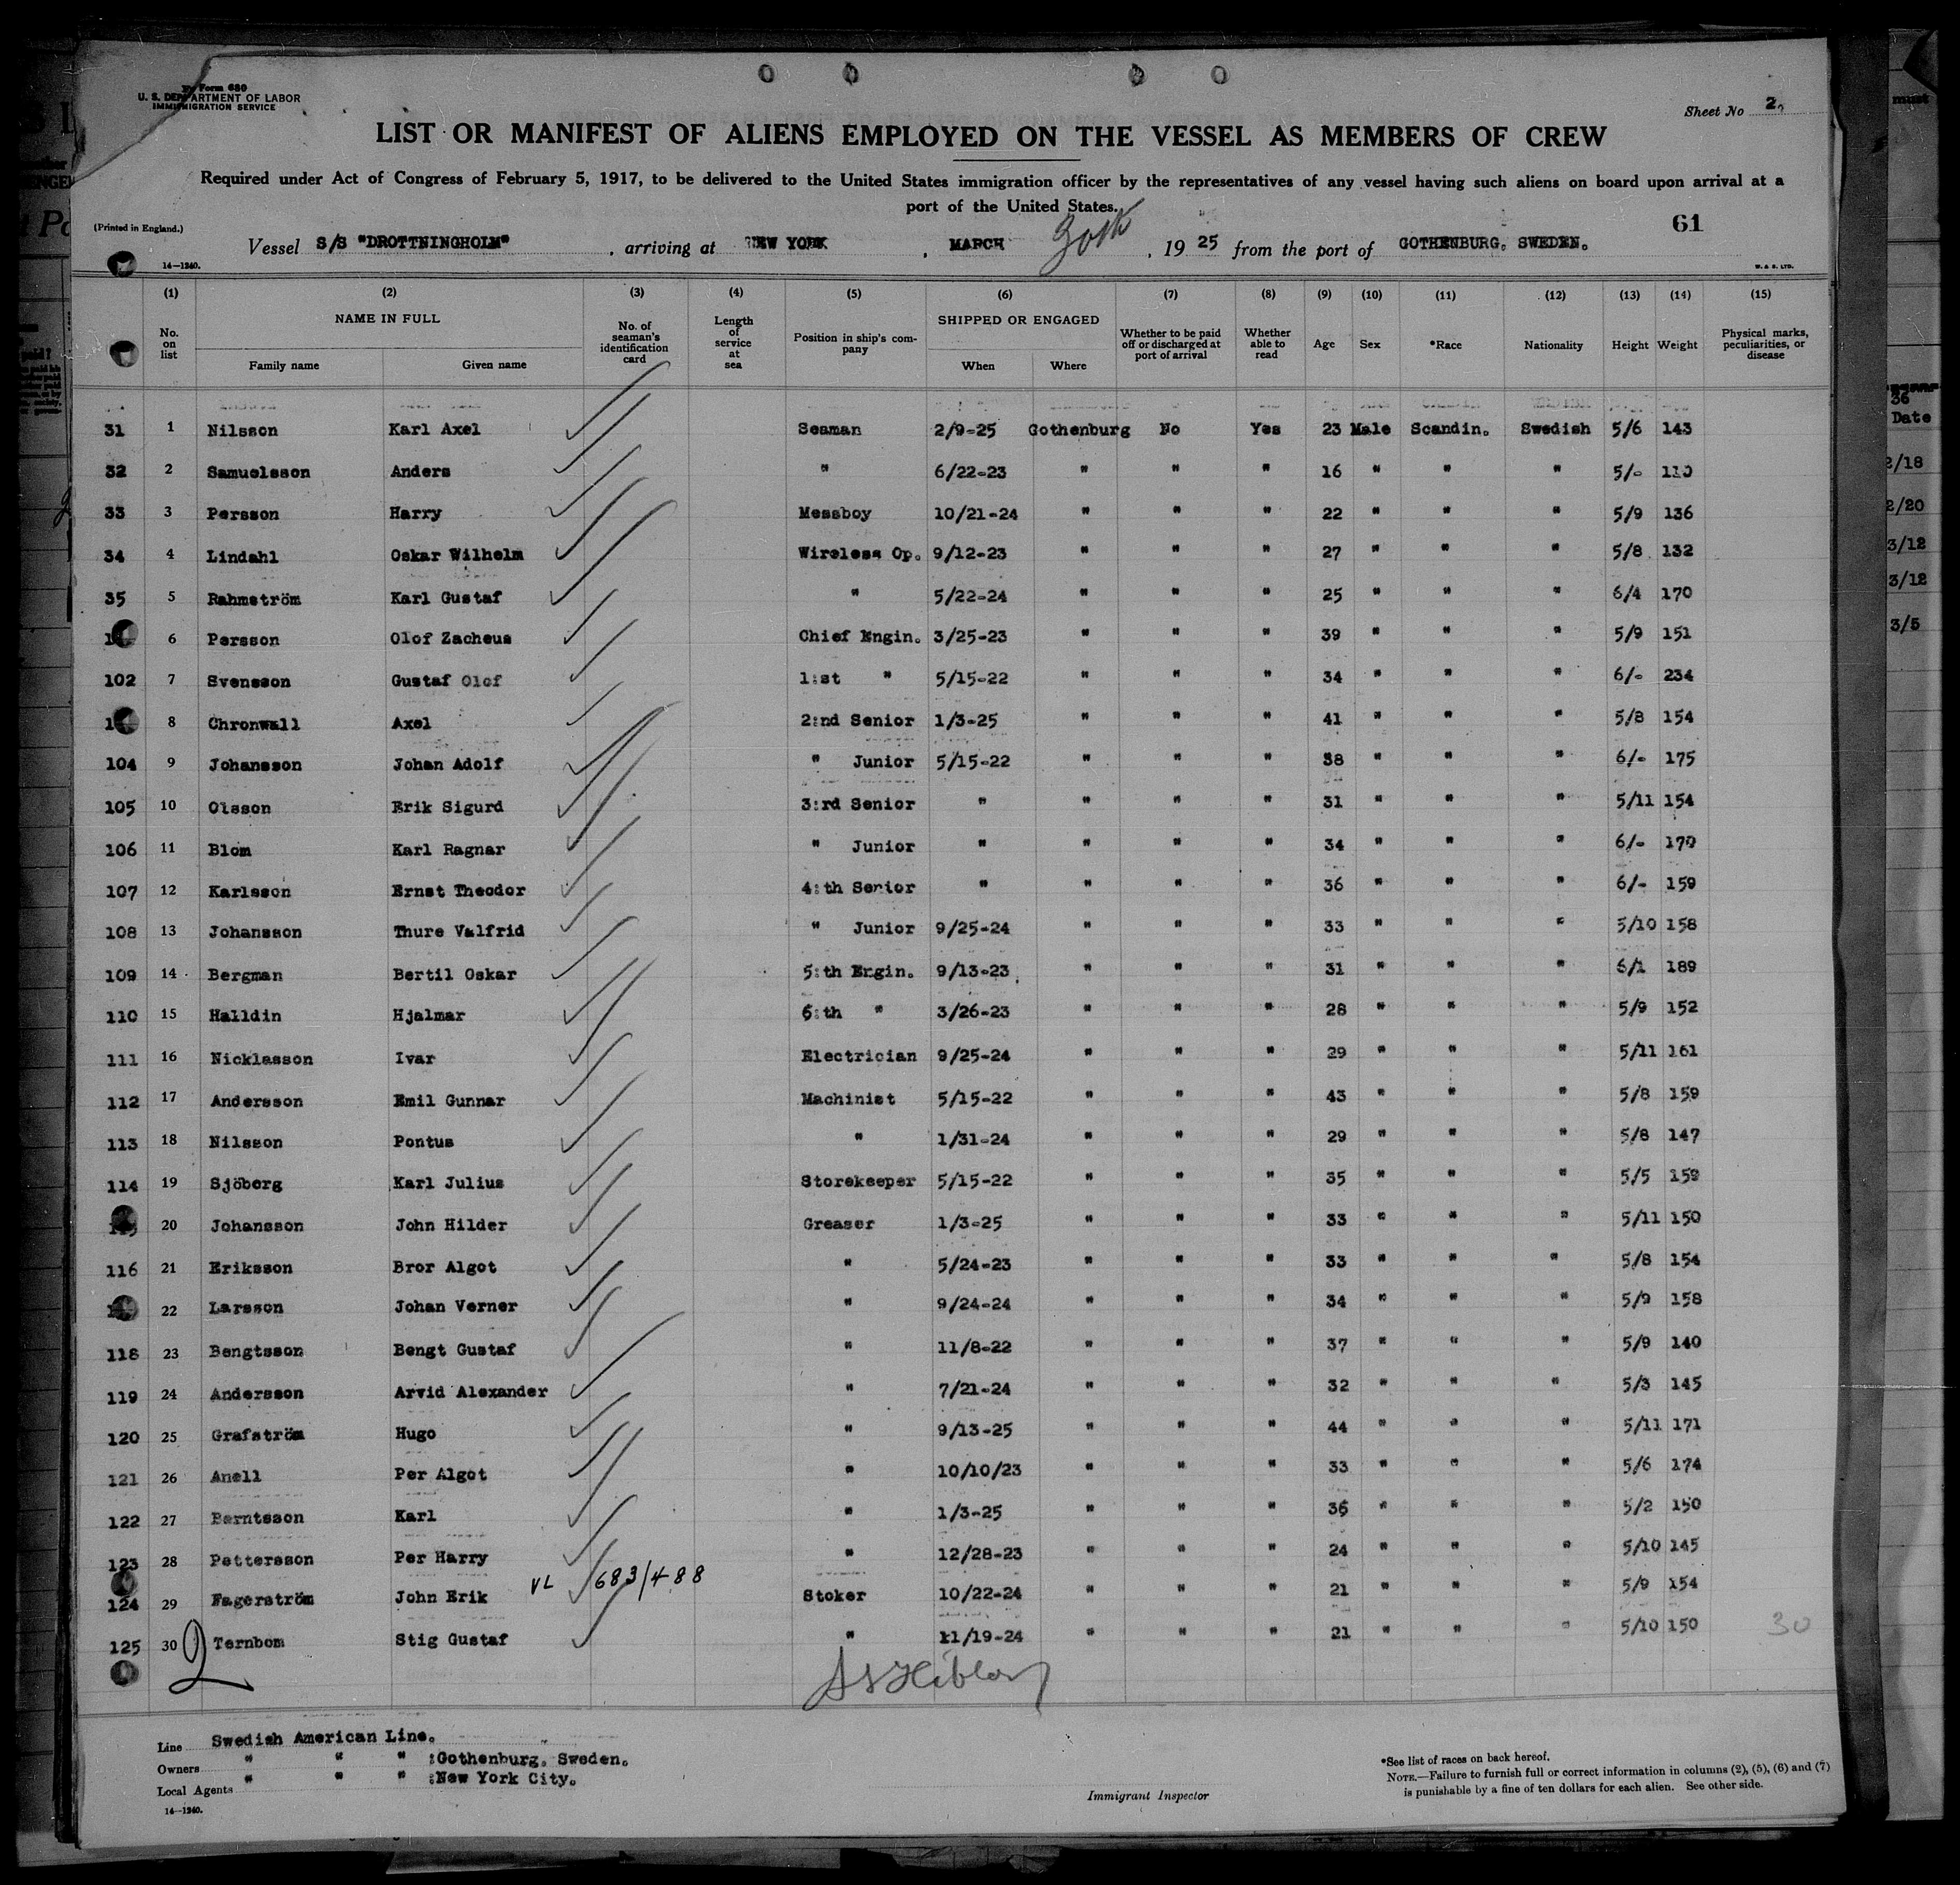 Form 680
U. S. DEPARTMENT OF LABOR
IMMIGRATION SERVICE
Sheet No 2.
LIST OR MANIFEST OF ALIENS EMPLOYED ON THE VESSEL AS MEMBERS OF CREW
Required under Act of Congress of February 5, 1917, to be delivered to the United States immigration officer by the representatives of any vessel having such aliens on board upon arrival at a
port of the United States.
61
(Printed in England.)
Vessel S/S "DROTTNINGHOLM", arriving at NEW YORK, MARCH 30th, 1925 from the port of GOTHENBURG. SWEDEN.
14—1240.
W. & S. LTD.
(1) (2) (3) (4) (5) (6) (7) (8) (9) (10) (11) (12) (13) (14) (15)
No. on list NAME IN FULL Family name Given name No. of seaman's identification card Length of service at sea Position in ship's company SHIPPED OR ENGAGED When Where Whether to be paid off or discharged at port of arrival Whether able to read Age Sex *Race Nationality Height Weight Physical marks, peculiarities, or disease
31 1 Nilsson Karl Axel Seaman 2/9-25 Gothenburg No Yes 23 Male Scandin. Swedish 5/6 143
32 2 Samuelsson Anders " 6/22-23 " " " 16 " " " 5/- 110
33 3 Persson Harry Messboy 10/21-24 " " " 22 " " " 5/9 136
34 4 Lindahl Oskar Wilhelm Wireless Op. 9/12-23 " " " 27 " " " 5/8 132
35 5 Rahmström Karl Gustaf " 5/22-24 " " " 25 " " " 6/4 170
6 Persson Olof Zacheus Chief Engin. 3/25-23 " " " 39 " " " 5/9 151
102 7 Svensson Gustaf Olof 1:st " 5/15-22 " " " 34 " " " 6/- 234
8 Chronwall Axel 2:nd Senior 1/3-25 " " " 41 " " " 5/8 154
104 9 Johansson Johan Adolf " Junior 5/15-22 " " " 38 " " " 6/- 175
105 10 Olsson Erik Sigurd 3:rd Senior " " " " 31 " " " 5/11 154
106 11 Blom Karl Ragnar " Junior " " " " 34 " " " 6/- 170
107 12 Karlsson Ernst Theodor 4:th Senior " " " " 36 " " " 6/- 159
108 13 Johansson Thure Valfrid " Junior 9/25-24 " " " 33 " " " 5/10 158
109 14 Bergman Bertil Oskar 5:th Engin. 9/13-23 " " " 31 " " " 6/1 189
110 15 Halldin Hjalmar 6:th " 3/26-23 " " " 28 " " " 5/9 152
111 16 Nicklasson Ivar Electrician 9/25-24 " " " 29 " " " 5/11 161
112 17 Andersson Emil Gunnar Machinist 5/15-22 " " " 43 " " " 5/8 159
113 18 Nilsson Pontus " 1/31-24 " " " 29 " " " 5/8 147
114 19 Sjöberg Karl Julius Storekeeper 5/15-22 " " " 35 " " " 5/5 159
20 Johansson John Hilder Greaser 1/3-25 " " " 33 " " " 5/11 150
116 21 Eriksson Bror Algot " 5/24-23 " " " 33 " " " 5/8 154
22 Larsson Johan Verner " 9/24-24 " " " 34 " " " 5/9 158
118 23 Bengtsson Bengt Gustaf " 11/8-22 " " " 37 " " " 5/9 140
119 24 Andersson Arvid Alexander " 7/21-24 " " " 32 " " " 5/3 145
120 25 Grafström Hugo " 9/13-25 " " " 44 " " " 5/11 171
121 26 Anell Per Algot " 10/10/23 " " " 33 " " " 5/6 174
122 27 Berntsson Karl " 1/3-25 " " " 36 " " " 5/2 150
123 28 Pettersson Per Harry " 12/28-23 " " " 24 " " " 5/10 145
124 29 Fagerström John Erik VL 683/488 Stoker 10/22-24 " " " 21 " " " 5/9 154
125 30 Ternbom Stig Gustaf " 11/19-24 " " " 21 " " " 5/10 150 30
2
Line Swedish American Line.
Owners " " " :Gothenburg, Sweden.
Local Agents " " " :New York City.
14—1240.
Immigrant Inspector
*See list of races on back hereof.
NOTE.—Failure to furnish full or correct information in columns (2), (5), (6) and (7)
is punishable by a fine of ten dollars for each alien. See other side.
must
36
Date
2/18
2/20
3/12
3/12
3/5